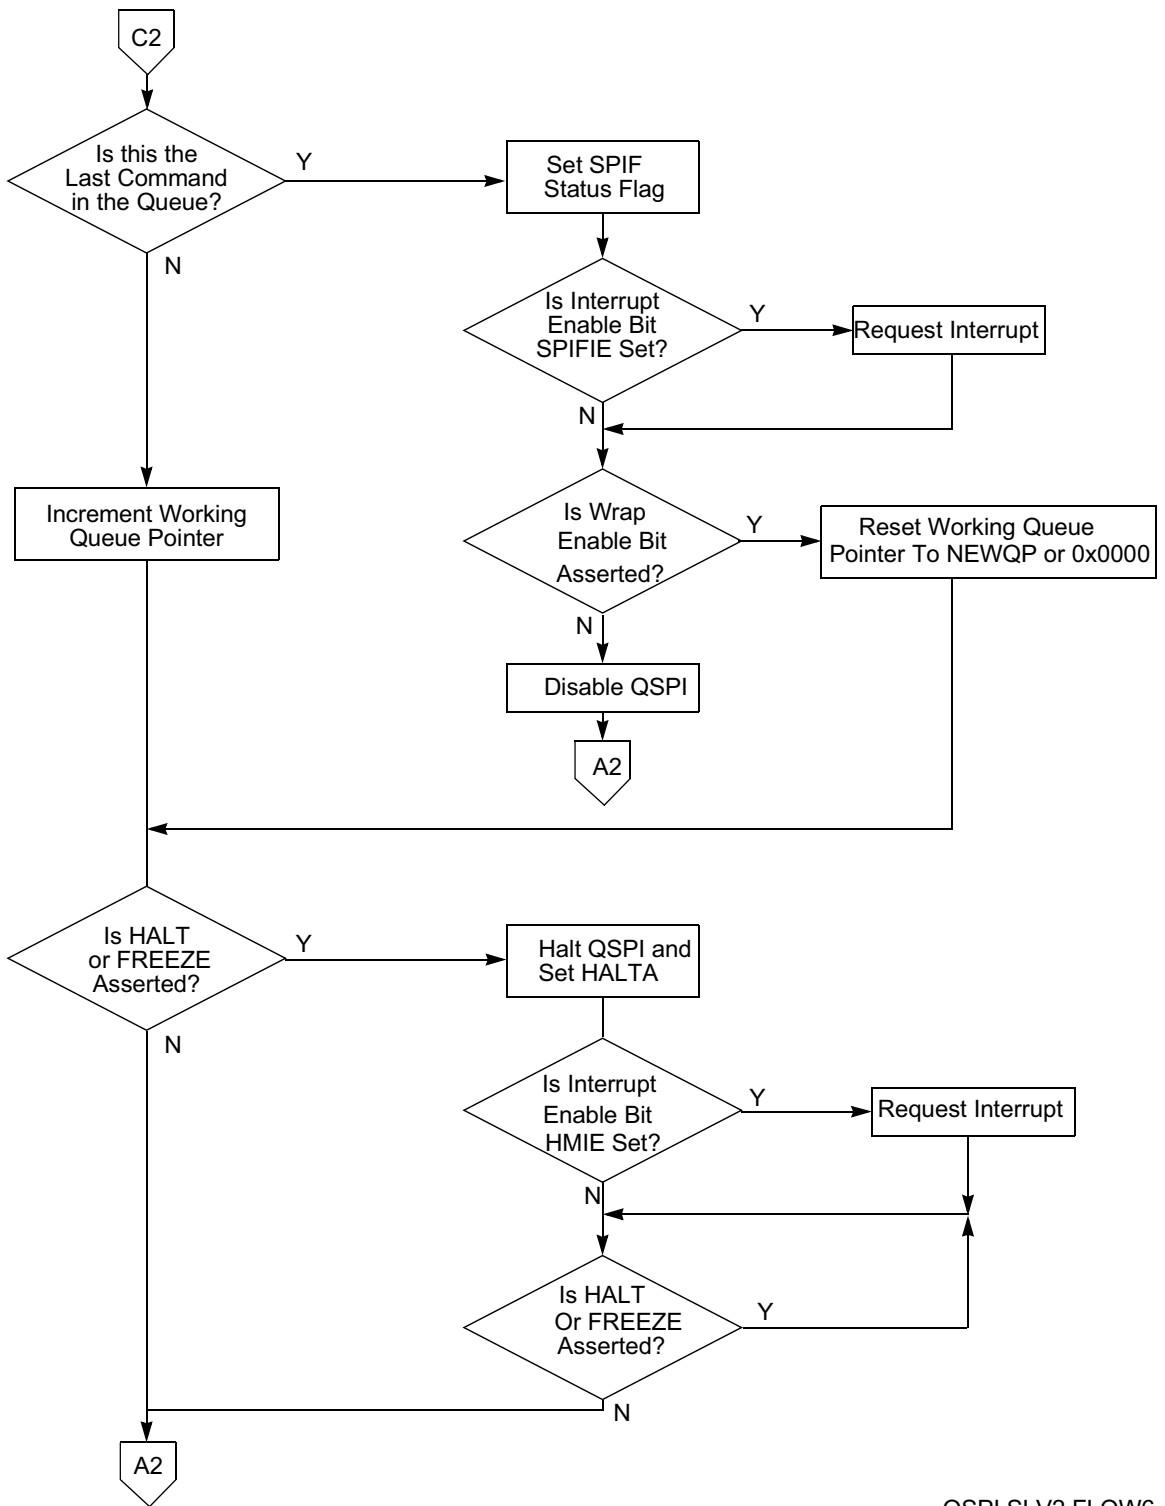 C2
Is this the
Last Command
in the Queue?
Y
Set SPIF
Status Flag
N
Is Interrupt
Enable Bit
SPIFIE Set?
Y
Request Interrupt
N
Increment Working
Queue Pointer
Is Wrap
Enable Bit
Asserted?
Y
Reset Working Queue
Pointer To NEWQP or 0x0000
N
Disable QSPI
A2
Is HALT
or FREEZE
Asserted?
Y
Halt QSPI and
Set HALTA
N
Is Interrupt
Enable Bit
HMIE Set?
Y
Request Interrupt
N
Is HALT
Or FREEZE
Asserted?
Y
N
A2